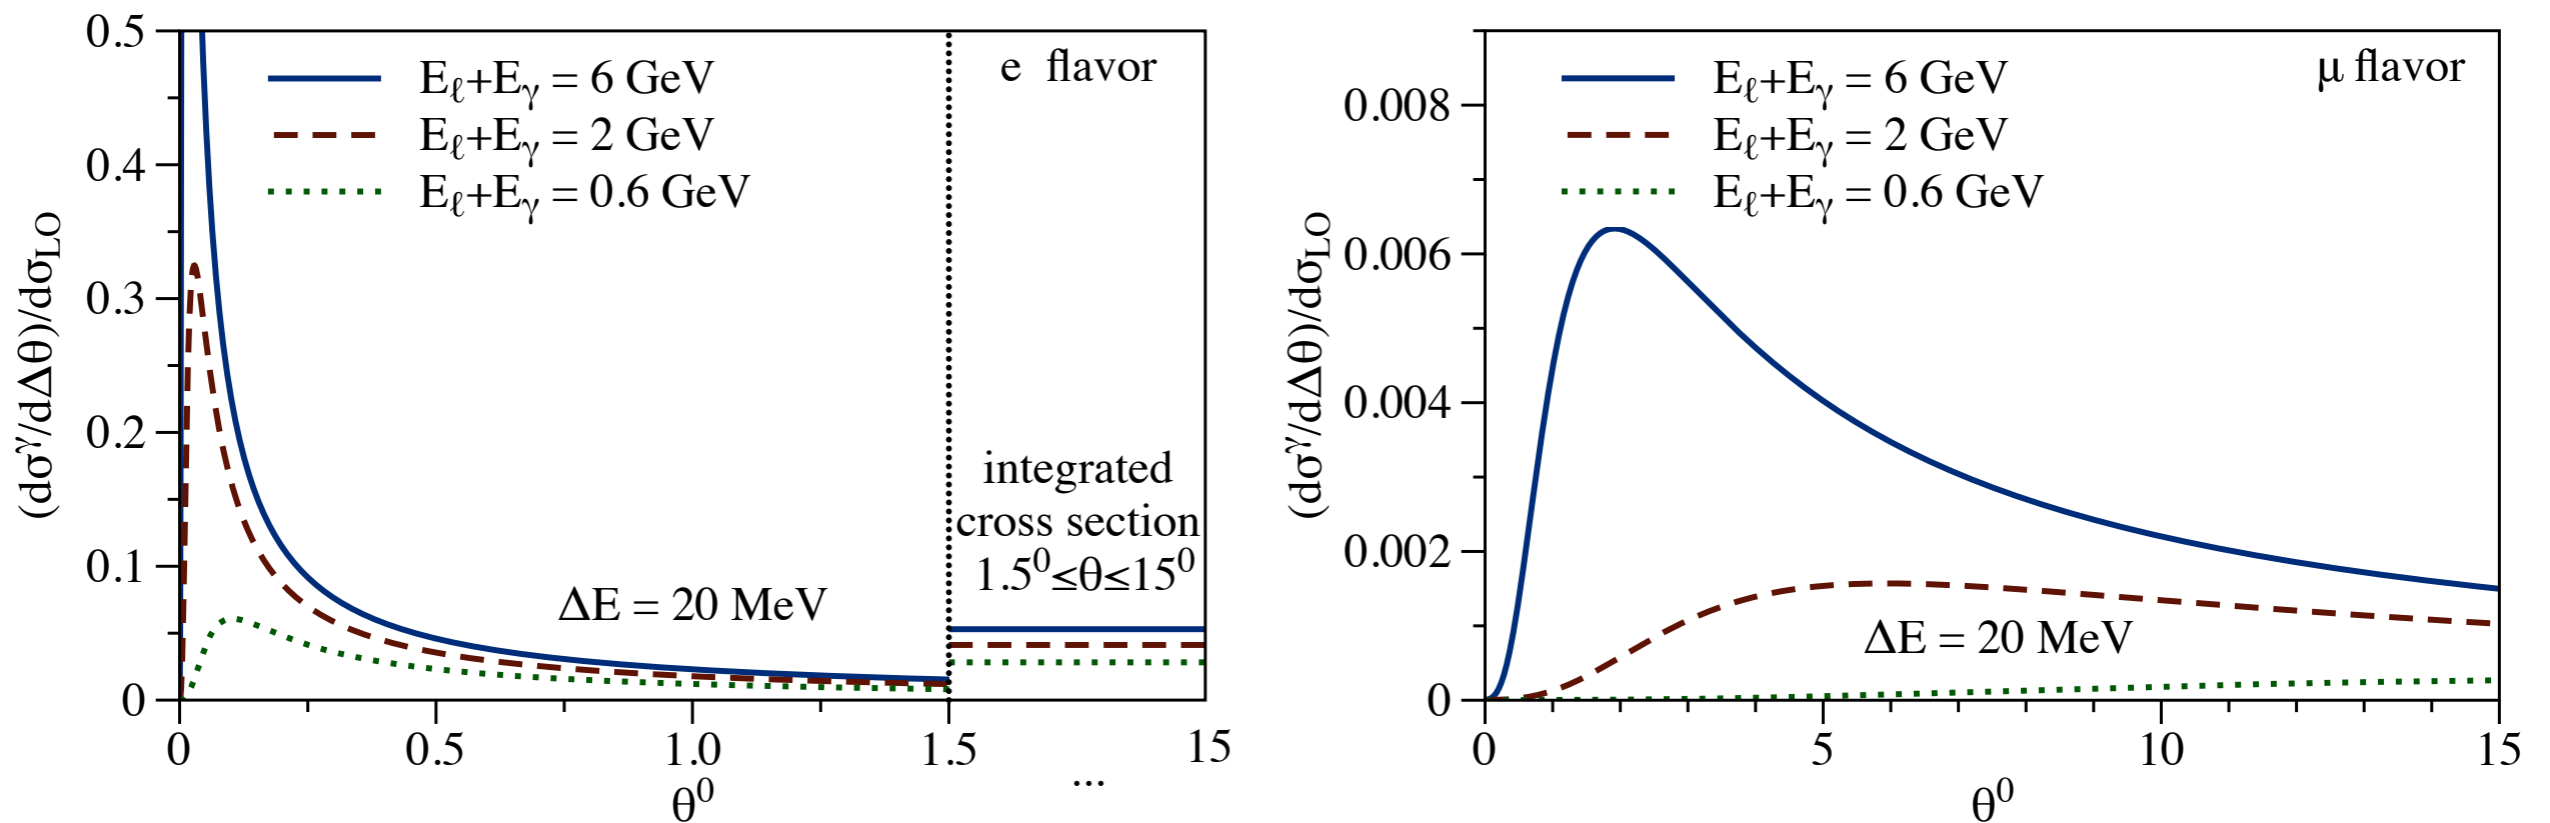 0.5
0.4
0.3
0.2
0.1
0
(dσᵞ/dΔθ)/dσ_LO
E_ℓ+E_γ = 6 GeV
E_ℓ+E_γ = 2 GeV
E_ℓ+E_γ = 0.6 GeV
e flavor
integrated
cross section
1.5⁰≤θ≤15⁰
ΔE = 20 MeV
0 0.5 1.0 1.5 15
...
θ⁰
0.008
0.006
0.004
0.002
0
(dσᵞ/dΔθ)/dσ_LO
E_ℓ+E_γ = 6 GeV
E_ℓ+E_γ = 2 GeV
E_ℓ+E_γ = 0.6 GeV
μ flavor
ΔE = 20 MeV
0 5 10 15
θ⁰